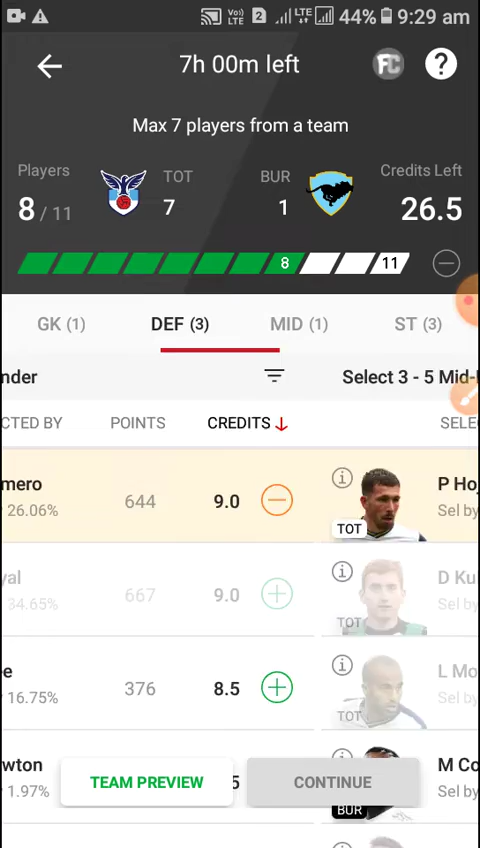 Vo))
LTE
2
LTE
44%
9:29 am
7h 00m left
FC
?
Max 7 players from a team
Players
TOT
BUR
Credits Left
8 / 11
7
1
26.5
8
11
GK (1)
DEF (3)
MID (1)
ST (3)
nder
Select 3 - 5 Mid-
CTED BY
POINTS
CREDITS
SELE
mero
26.06%
644
9.0
TOT
P Ho
Sel by
yal
34.65%
667
9.0
TOT
D Ku
Sel by
e
16.75%
376
8.5
TOT
L Mo
Sel by
wton
1.97%
5
BUR
M Co
Sel by
TEAM PREVIEW
CONTINUE